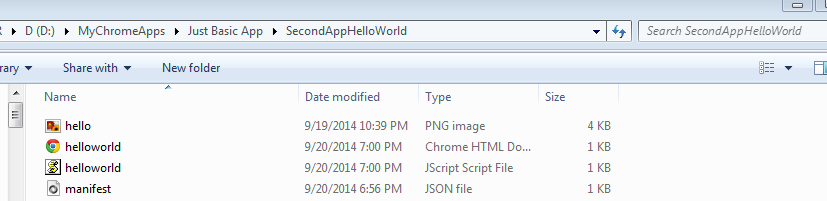 D (D:) MyChromeApps Just Basic App SecondAppHelloWorld Search SecondAppHelloWorld
rary Share with New folder
Name Date modified Type Size
hello 9/19/2014 10:39 PM PNG image 4 KB
helloworld 9/20/2014 7:00 PM Chrome HTML Do... 1 KB
helloworld 9/20/2014 7:00 PM JScript Script File 1 KB
manifest 9/20/2014 6:56 PM JSON file 1 KB